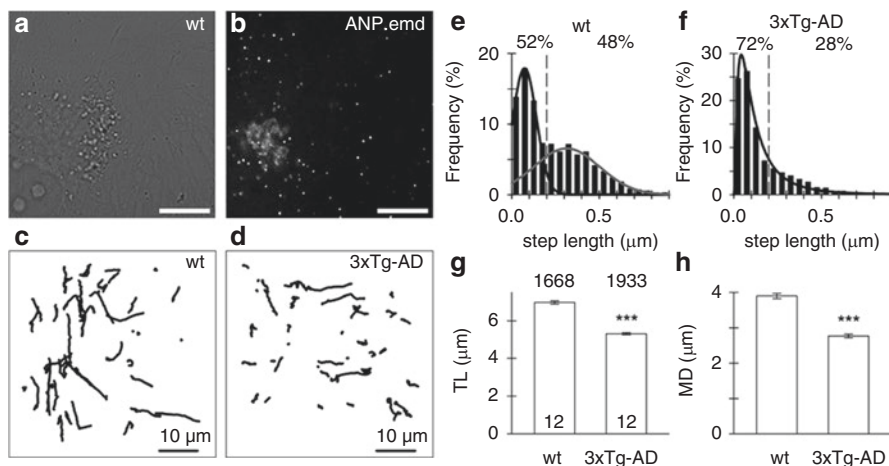 a
wt
b
ANP.emd
c
wt
10 μm
d
3xTg-AD
10 μm
e
wt
52%
48%
20
10
0
Frequency (%)
0.0
0.5
step length (μm)
f
3xTg-AD
72%
28%
30
20
10
0
Frequency (%)
0
0.5
step length (μm)
g
1668
1933
***
6
4
2
0
TL (μm)
12
12
wt
3xTg-AD
h
4
2
0
MD (μm)
***
wt
3xTg-AD